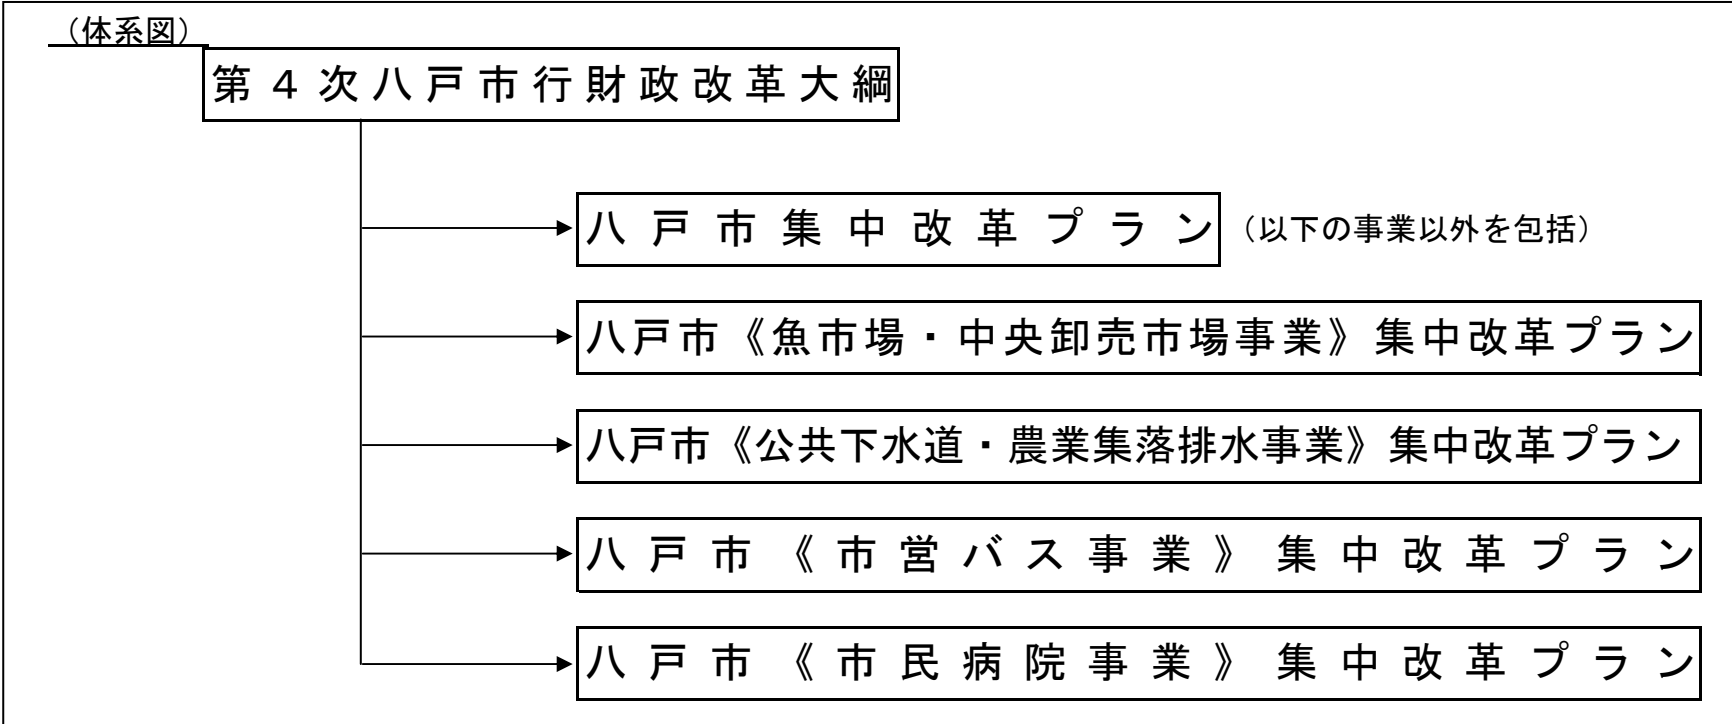 （体系図）
第４次八戸市行財政改革大綱
八戸市集中改革プラン（以下の事業以外を包括）
八戸市《魚市場・中央卸売市場事業》集中改革プラン
八戸市《公共下水道・農業集落排水事業》集中改革プラン
八戸市《市営バス事業》集中改革プラン
八戸市《市民病院事業》集中改革プラン